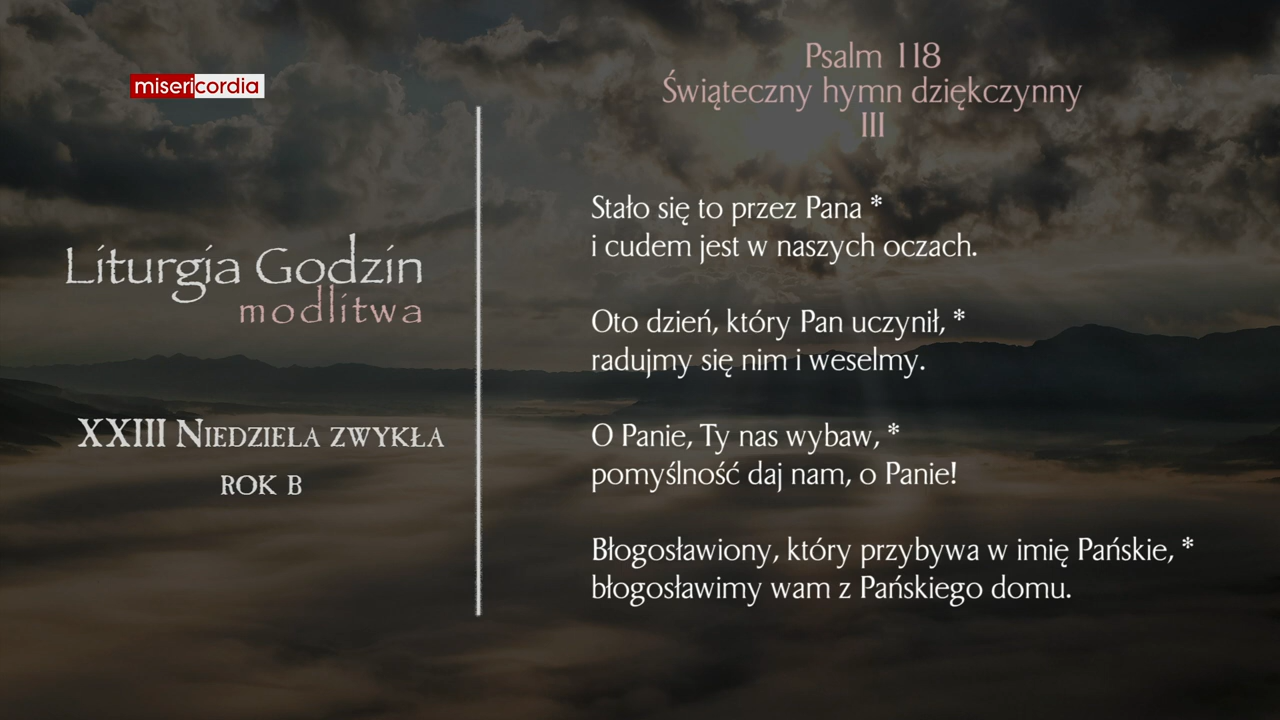 misericordia
Liturgia Godzin
modlitwa
XXIII Niedziela zwykła
rok B
Psalm 118
Świąteczny hymn dziękczynny
III
Stało się to przez Pana *
i cudem jest w naszych oczach.
Oto dzień, który Pan uczynił, *
radujmy się nim i weselmy.
O Panie, Ty nas wybaw, *
pomyślność daj nam, o Panie!
Błogosławiony, który przybywa w imię Pańskie, *
błogosławimy wam z Pańskiego domu.